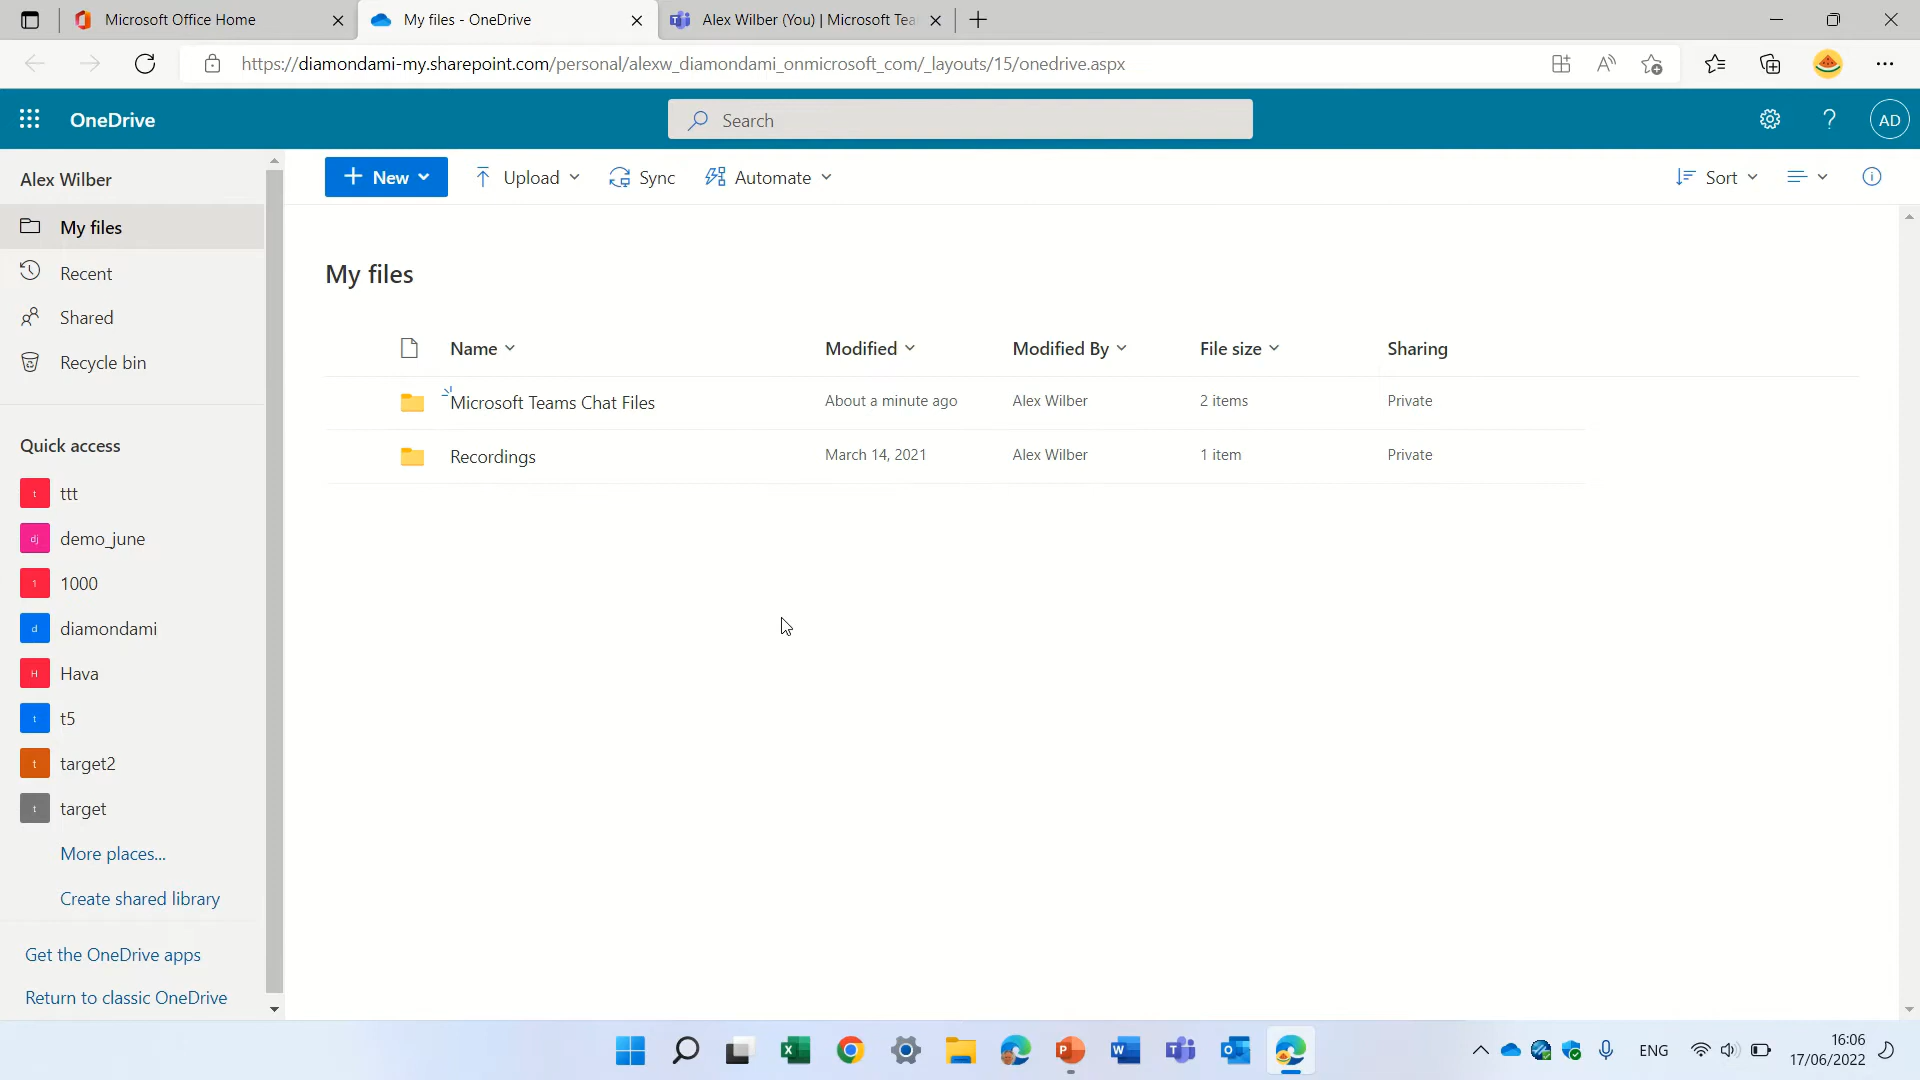 Microsoft Office Home
My files - OneDrive
Alex Wilber (You) | Microsoft Tea
https://diamondami-my.sharepoint.com/personal/alexw_diamondami_onmicrosoft_com/_layouts/15/onedrive.aspx
OneDrive
Search
AD
Alex Wilber
My files
Recent
Shared
Recycle bin
Quick access
t ttt
dj demo_june
1 1000
d diamondami
H Hava
t t5
t target2
t target
More places...
Create shared library
Get the OneDrive apps
Return to classic OneDrive
New
Upload
Sync
Automate
Sort
My files
Name Modified Modified By File size Sharing
Microsoft Teams Chat Files About a minute ago Alex Wilber 2 items Private
Recordings March 14, 2021 Alex Wilber 1 item Private
ENG
16:06
17/06/2022